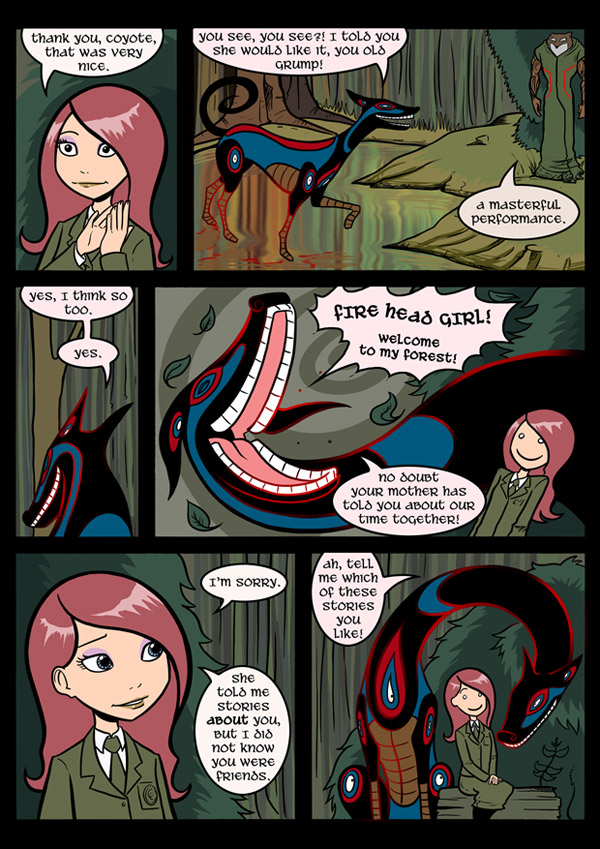 thank you, coyote,
that was very
nice.
you see, you see?! I told you
she would like it, you old
grump!
a masterful
performance.
yes, I think so
too.
yes.
fire head girl!
welcome
to my forest!
no doubt
your mother has
told you about our
time together!
I'm sorry.
she
told me
stories
about you,
but I did
not know
you were
friends.
ah, tell
me which
of these
stories
you
like!